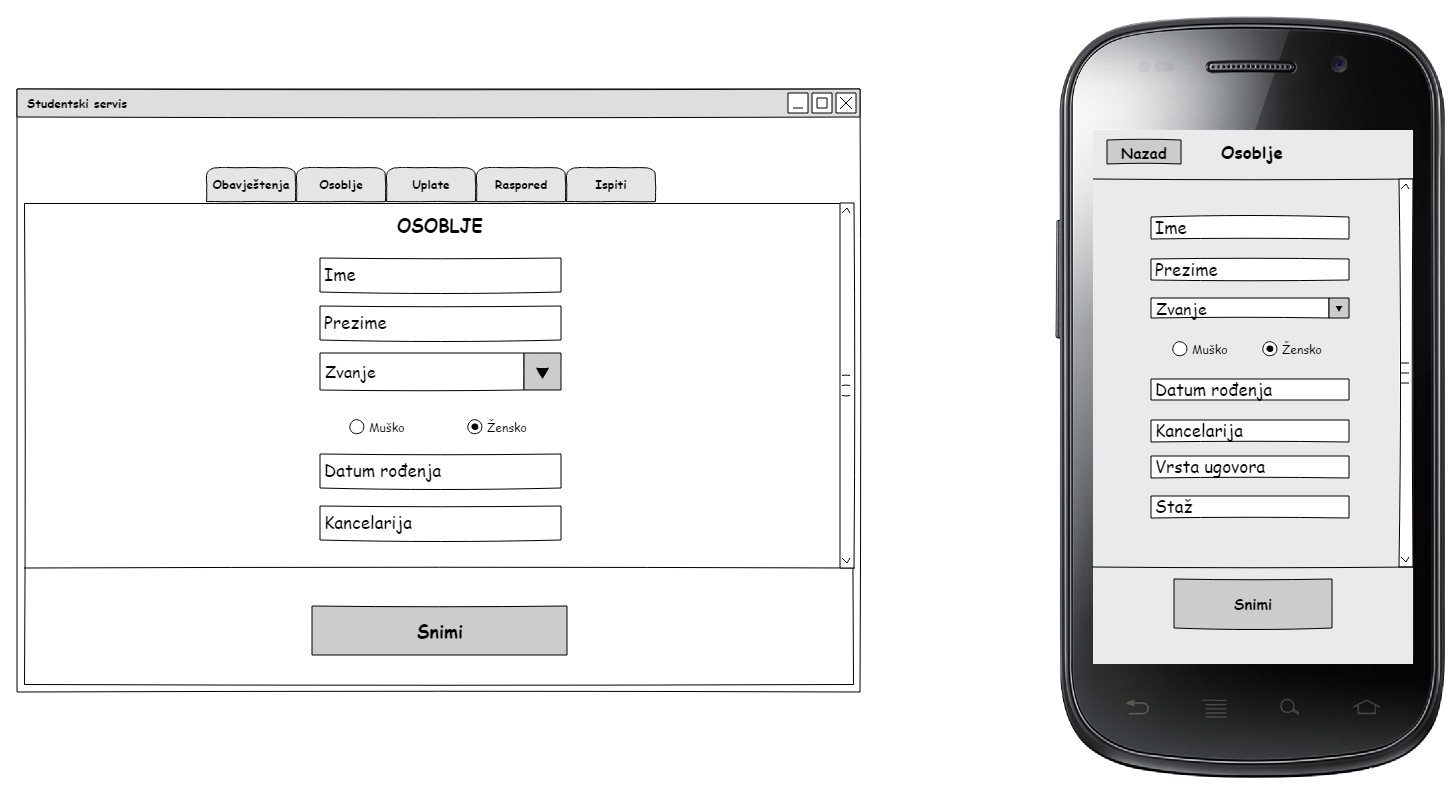 Studentski servis
Obavještenja Osoblje Uplate Raspored Ispiti
OSOBLJE
Ime
Prezime
Zvanje
Muško Žensko
Datum rođenja
Kancelarija
Snimi
Nazad Osoblje
Ime
Prezime
Zvanje
Muško Žensko
Datum rođenja
Kancelarija
Vrsta ugovora
Staž
Snimi